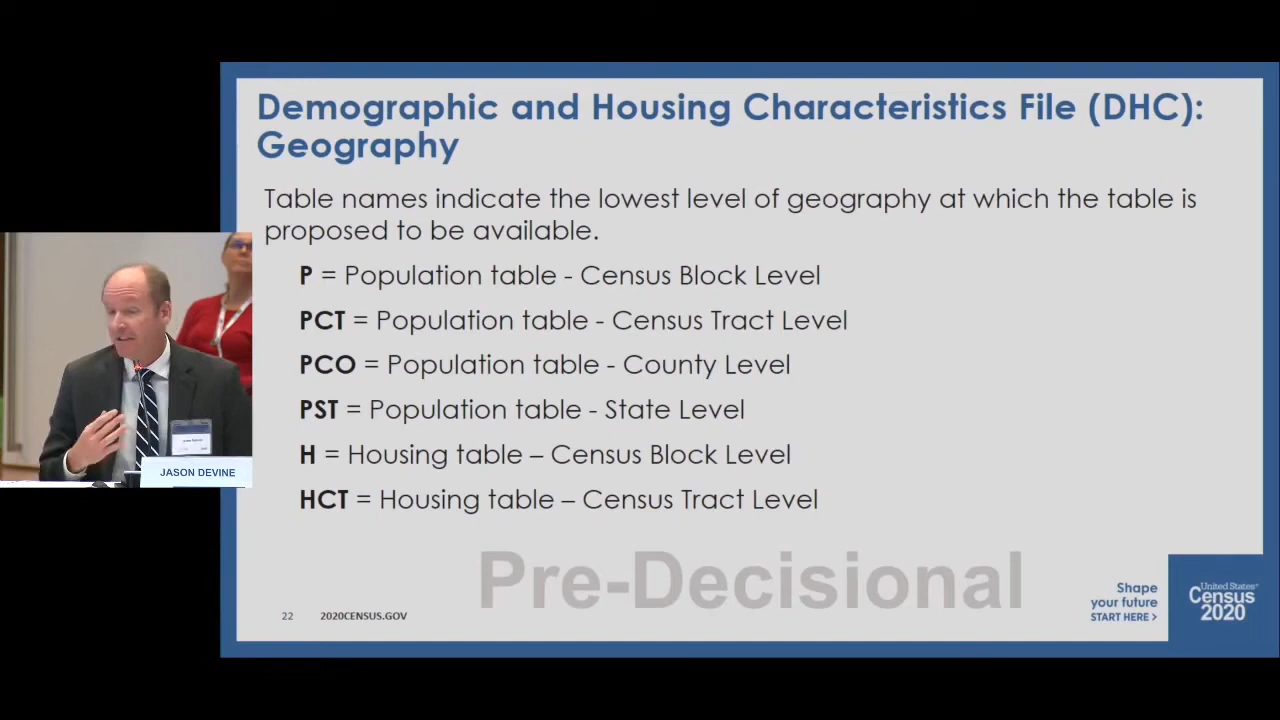 Demographic and Housing Characteristics File (DHC):
Geography
Table names indicate the lowest level of geography at which the table is
proposed to be available.
P = Population table - Census Block Level
PCT = Population table - Census Tract Level
PCO = Population table - County Level
PST = Population table - State Level
H = Housing table – Census Block Level
HCT = Housing table – Census Tract Level
JASON DEVINE
Pre-Decisional
22 2020CENSUS.GOV
Shape
your future
START HERE >
United States®
Census
2020